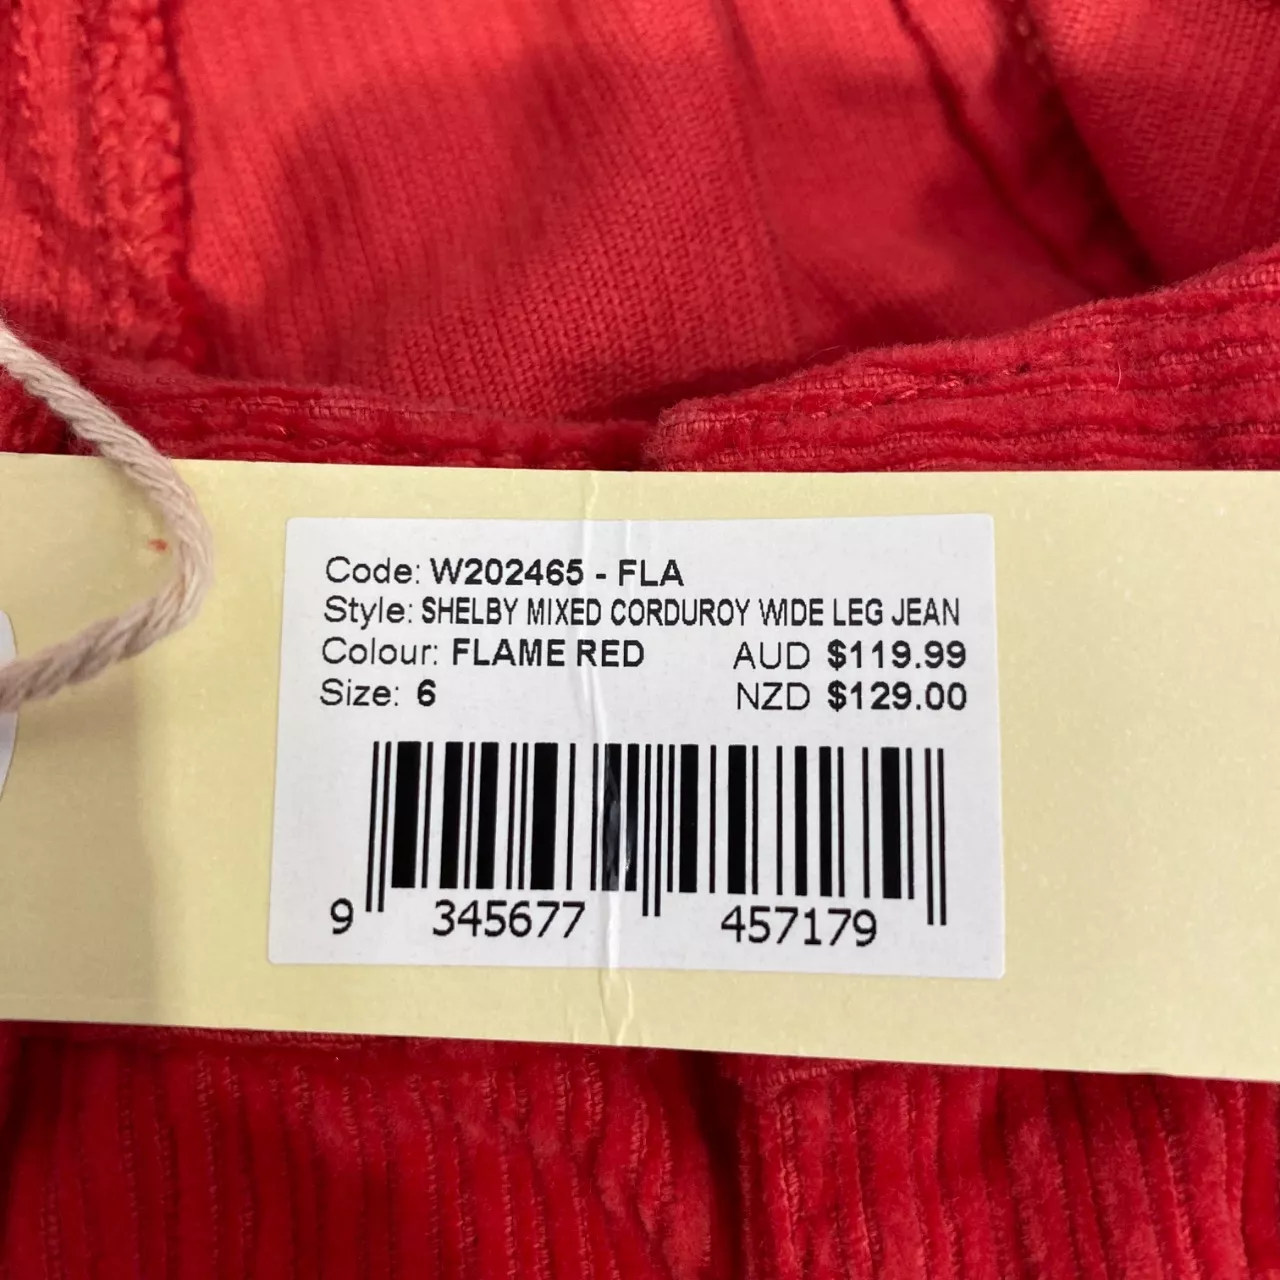 Code: W202465 - FLA
Style: SHELBY MIXED CORDUROY WIDE LEG JEAN
Colour: FLAME RED AUD $119.99
Size: 6 NZD $129.00
9 345677 457179